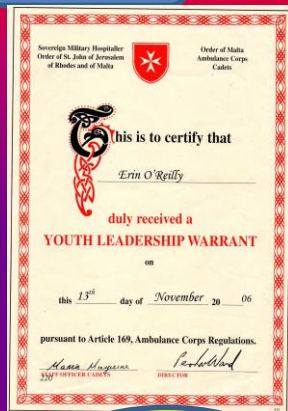 Sovereign Military Hospitaller
Order of St. John of Jerusalem
of Rhodes and of Malta
Order of Malta
Ambulance Corps
Cadets
This is to certify that
Erin O'Reilly
duly received a
YOUTH LEADERSHIP WARRANT
on
this 13th day of November 20 06
pursuant to Article 169, Ambulance Corps Regulations.
STAFF OFFICER CADETS
DIRECTOR
220